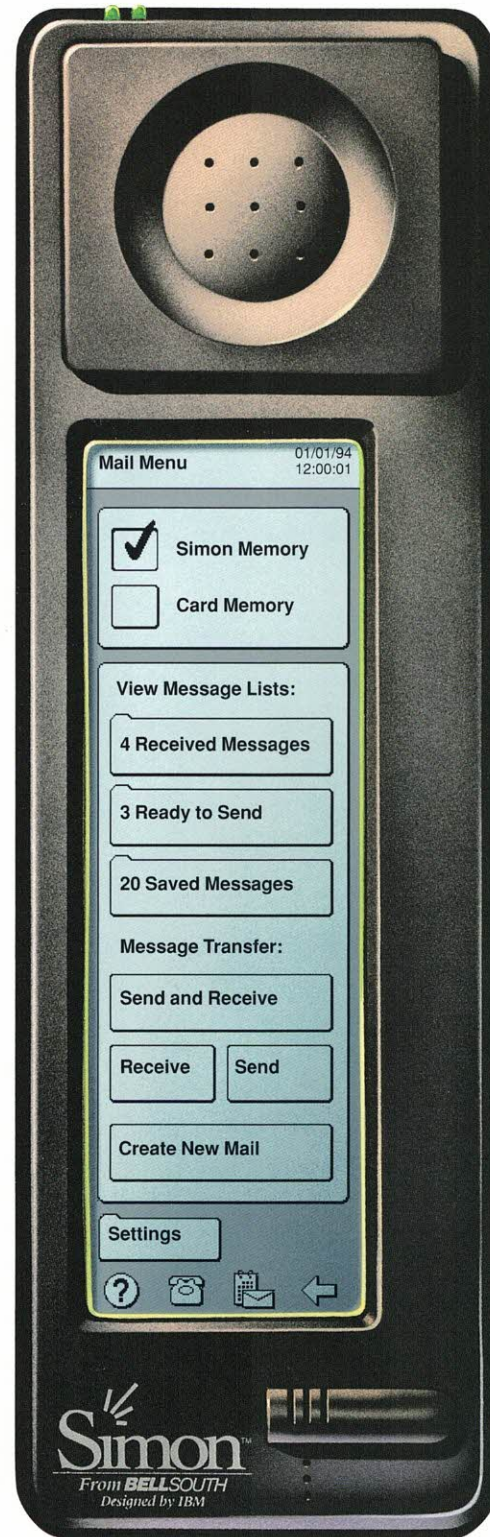 Mail Menu
01/01/94
12:00:01
Simon Memory
Card Memory
View Message Lists:
4 Received Messages
3 Ready to Send
20 Saved Messages
Message Transfer:
Send and Receive
Receive
Send
Create New Mail
Settings
?
Simon™
From BELLSOUTH
Designed by IBM